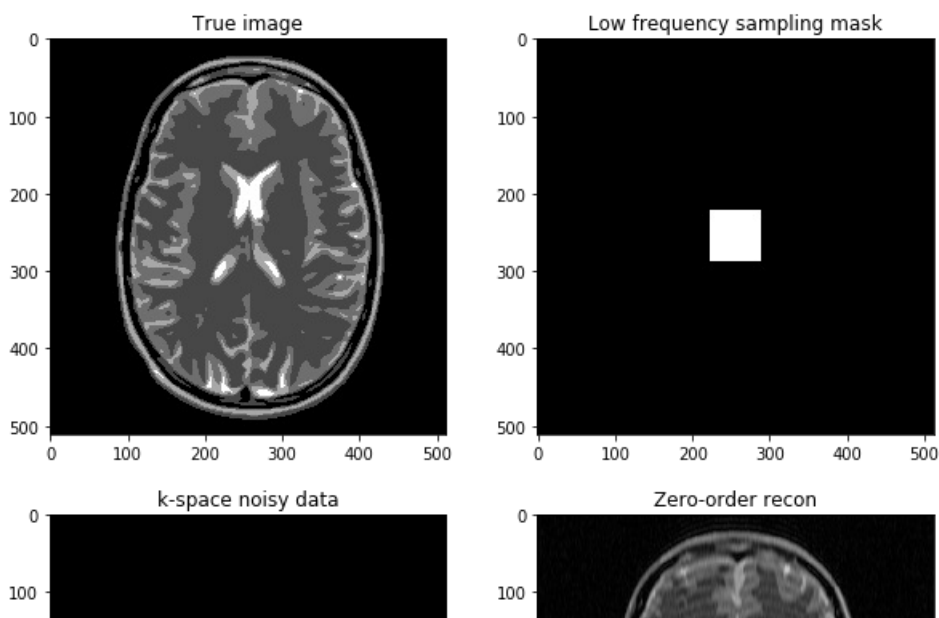 True image
Low frequency sampling mask
0
100
200
300
400
500
0 100 200 300 400 500
0
100
200
300
400
500
0 100 200 300 400 500
k-space noisy data
Zero-order recon
0
100
0
100